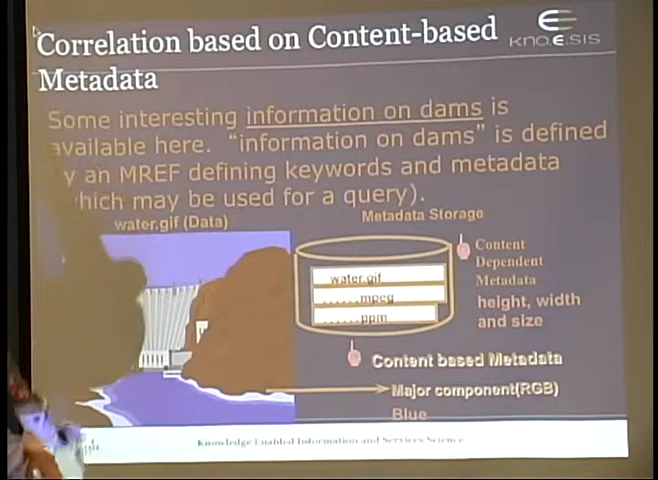 Correlation based on Content-based
Metadata
kno.e.sis
Some interesting information on dams is
available here. "information on dams" is defined
y an MREF defining keywords and metadata
hich may be used for a query).
water.gif (Data)
Metadata Storage
water.gif
......mpeg
......ppm
Content
Dependent
Metadata
height, width
and size
Content based Metadata
Major component(RGB)
Blue
Knowledge Enabled Information and Services Science